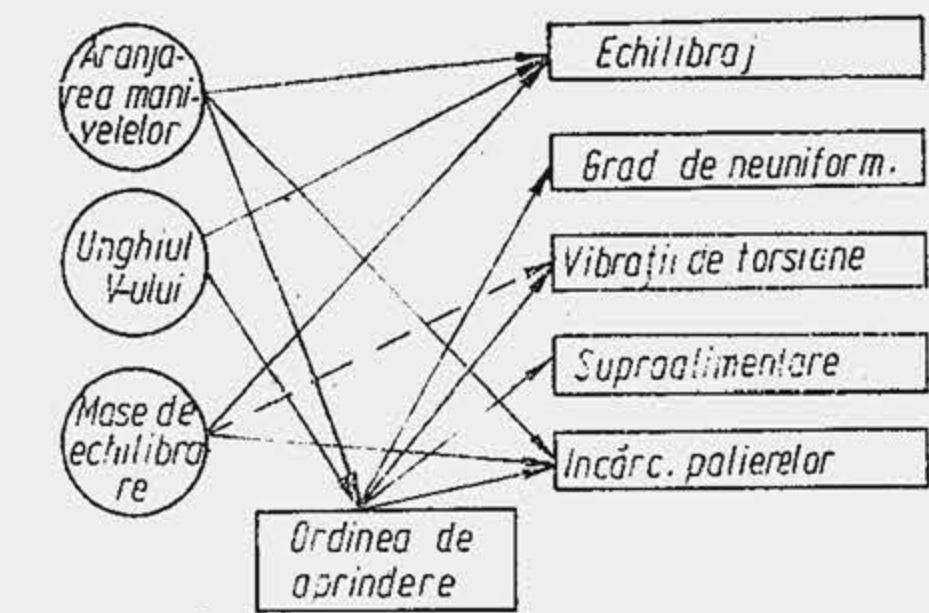 Aranja-
rea mani-
velelor
Unghiul
V-ului
Mase de
echilibra
re
Echilibraj
Grad de neuniform.
Vibrații de torsiune
Supraalimentare
Incărc. palierelor
Ordinea de
aprindere